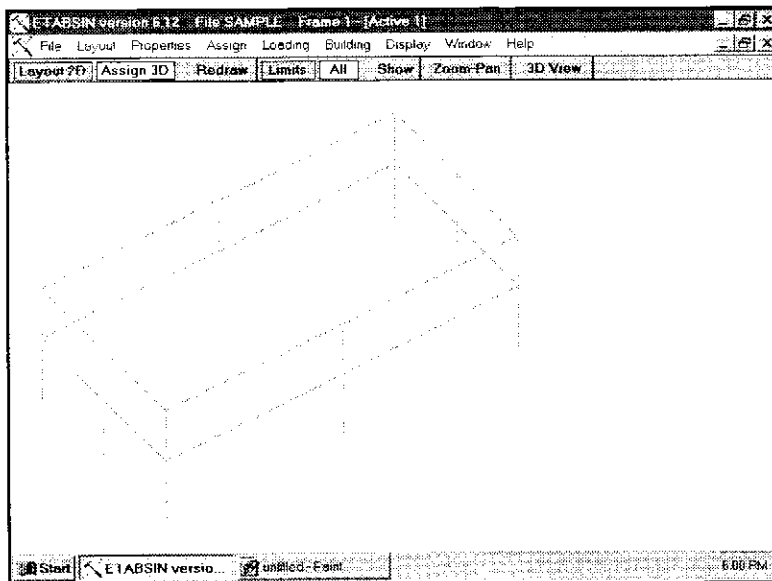 ETABSIN version 6.12 File SAMPLE Frame 1 - [Active 1]
File Layout Properties Assign Loading Building Display Window Help
Layout 2D Assign 3D Redraw Limits All Show Zoom Pan 3D View
Start ETABSIN versio... untitled - Paint 6:00 PM